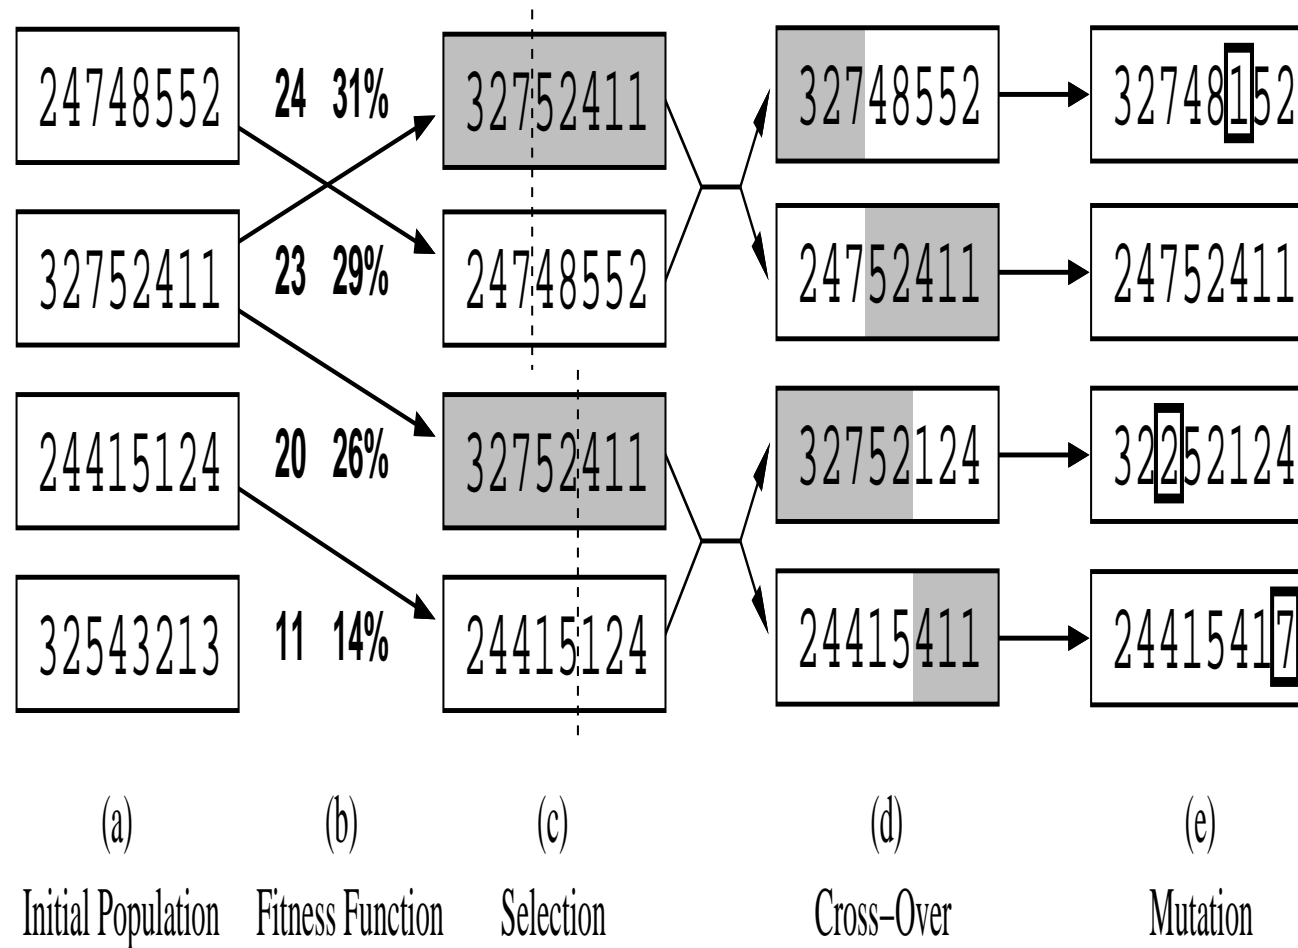 24748552 24 31% 32752411 32748552 32748152
32752411 23 29% 24748552 24752411 24752411
24415124 20 26% 32752411 32752124 32252124
32543213 11 14% 24415124 24415411 24415417
(a) (b) (c) (d) (e)
Initial Population Fitness Function Selection Cross−Over Mutation